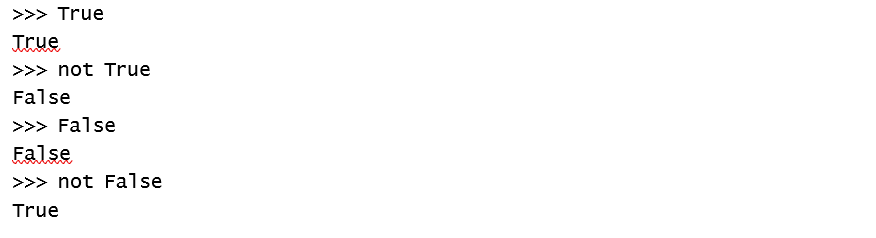 >>> True
True
>>> not True
False
>>> False
False
>>> not False
True